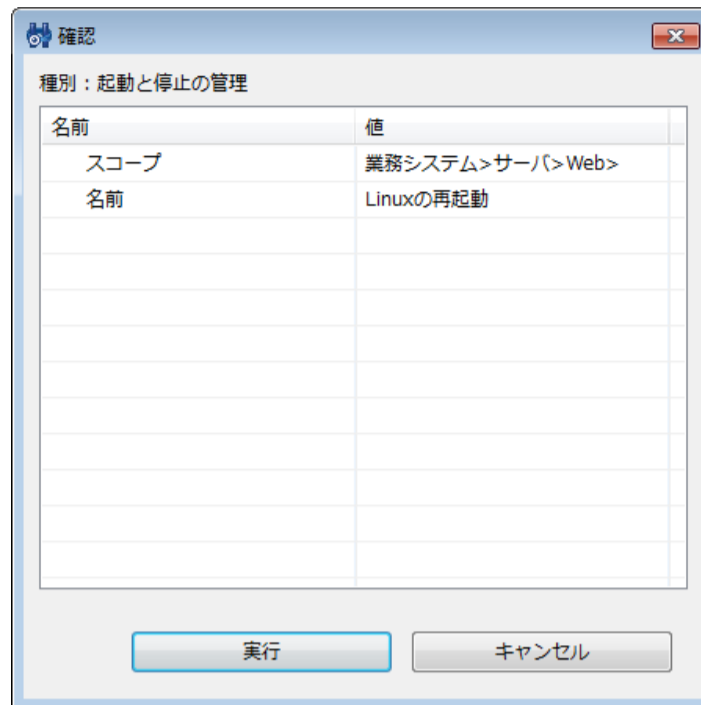 確認
種別：起動と停止の管理
名前 値
スコープ 業務システム>サーバ>Web>
名前 Linuxの再起動
実行 キャンセル